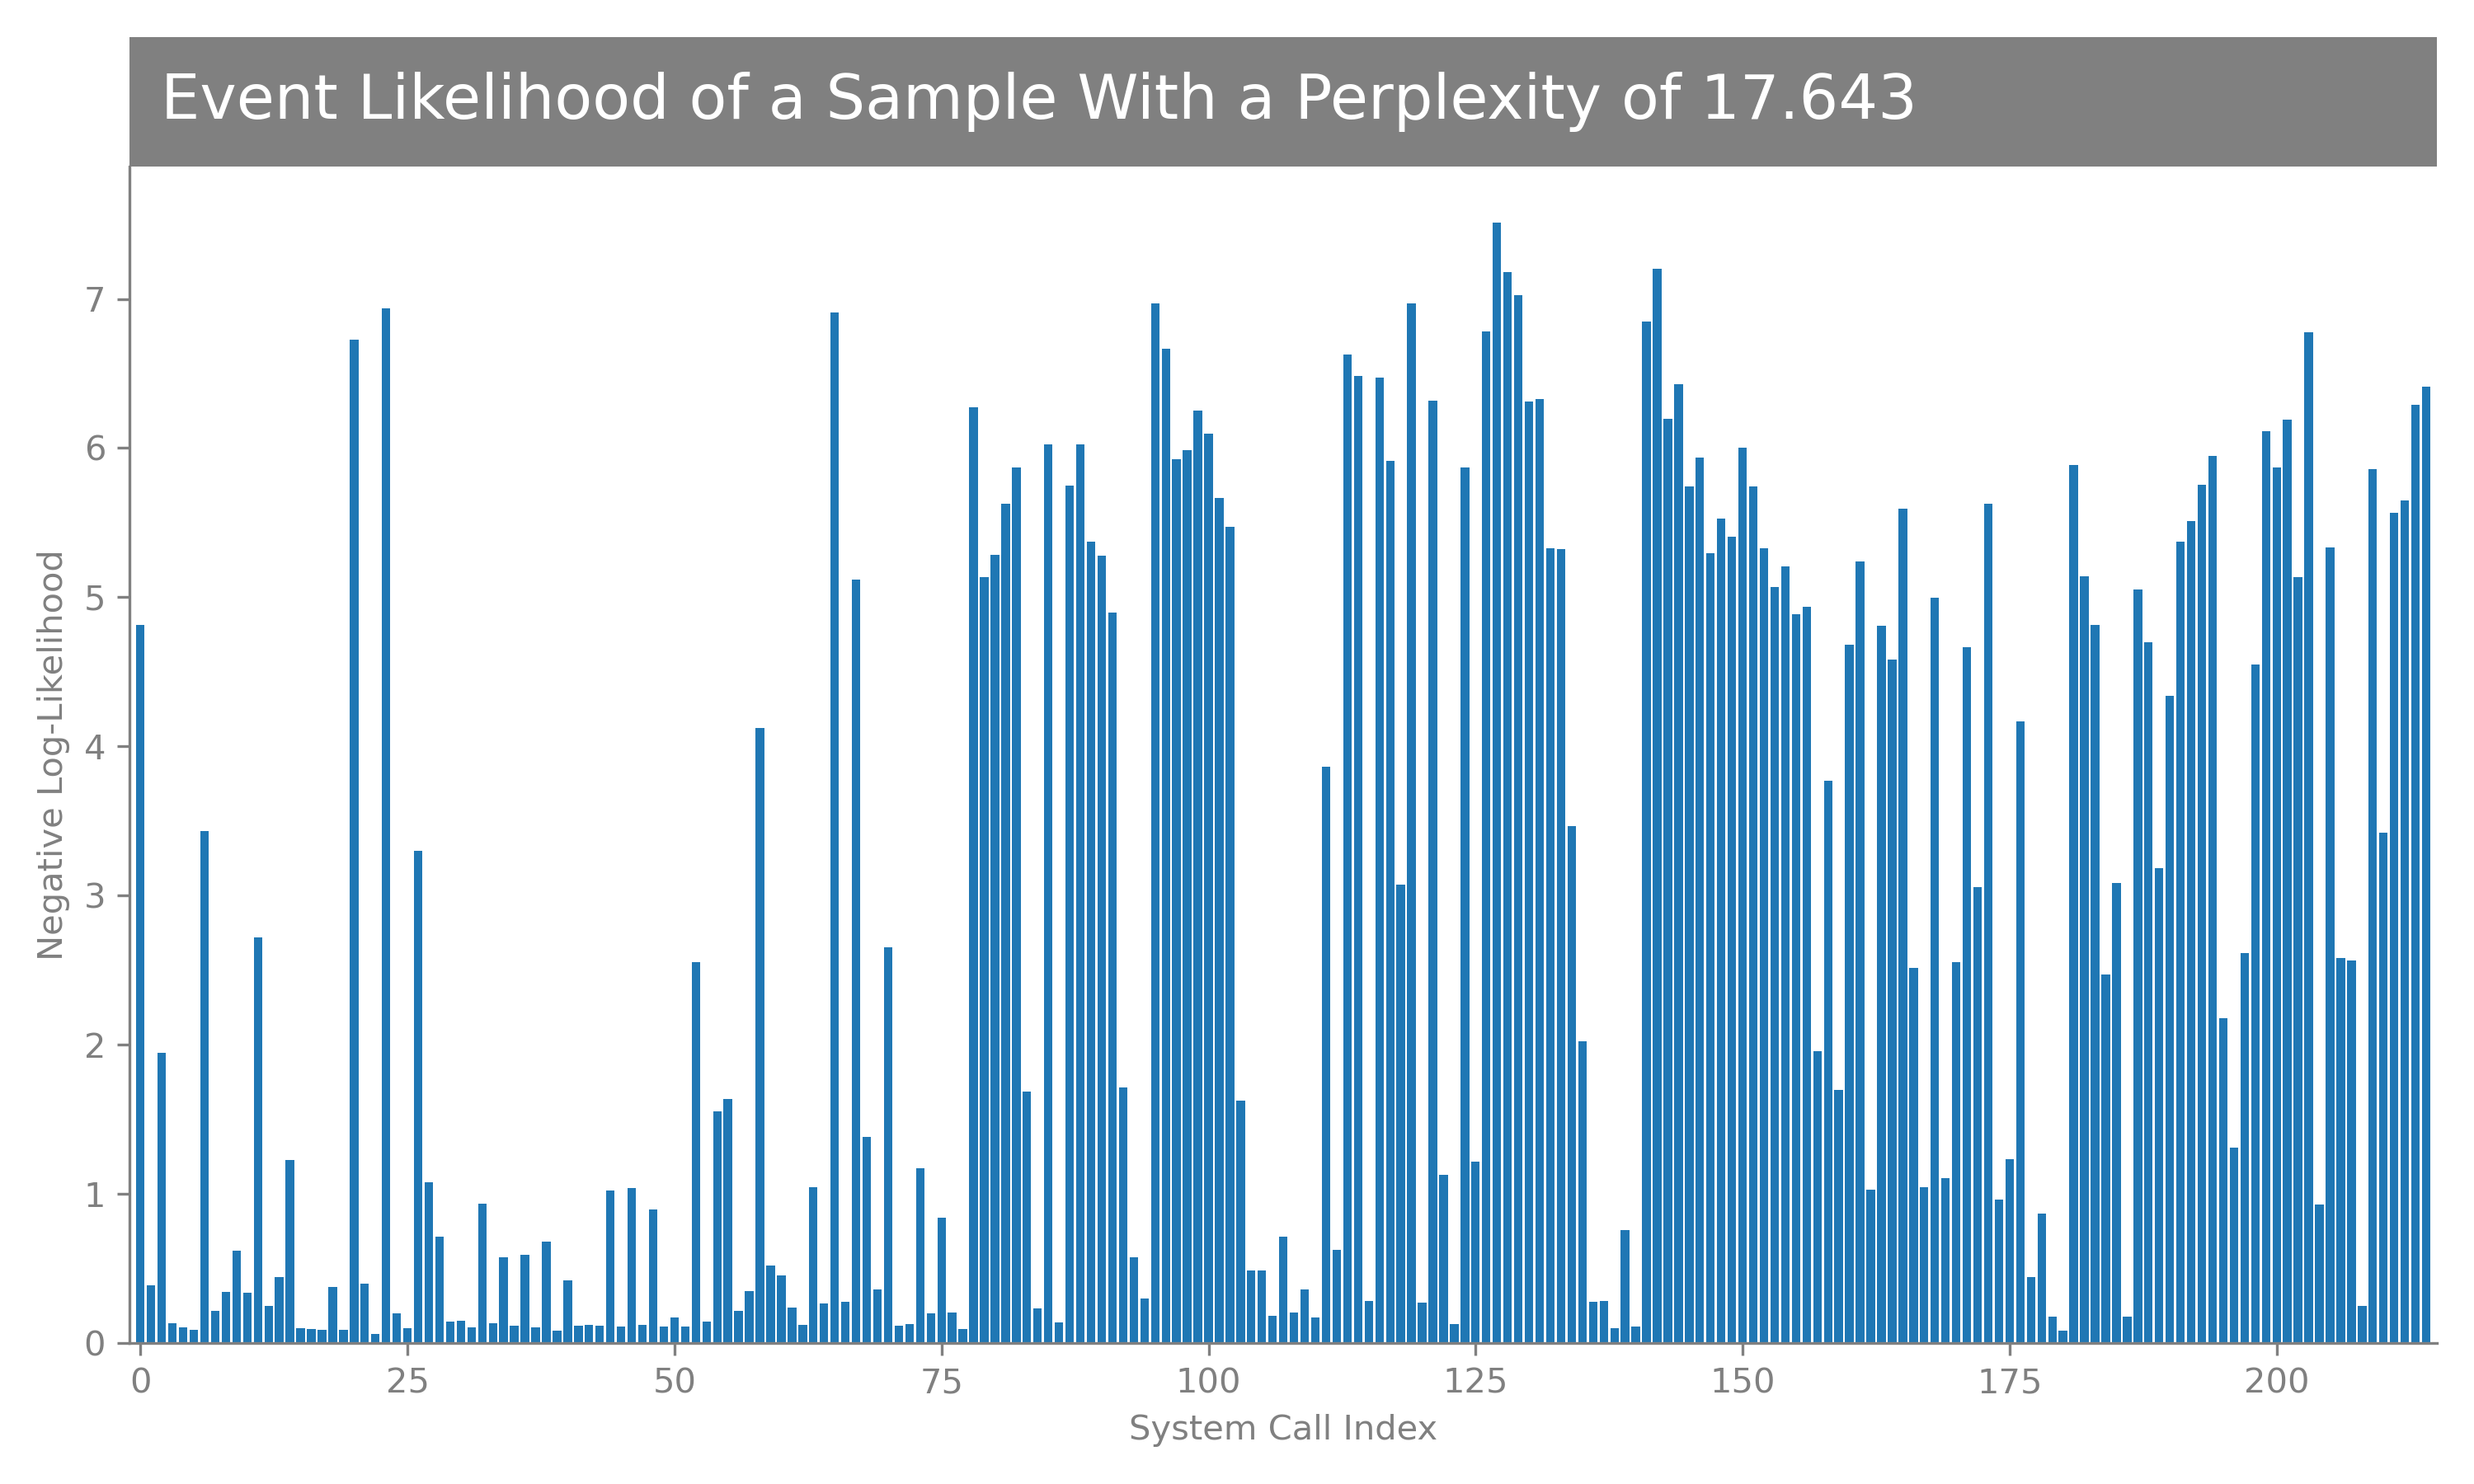 Event Likelihood of a Sample With a Perplexity of 17.643
Negative Log-Likelihood
7
6
5
4
3
2
1
0
0 25 50 75 100 125 150 175 200
System Call Index